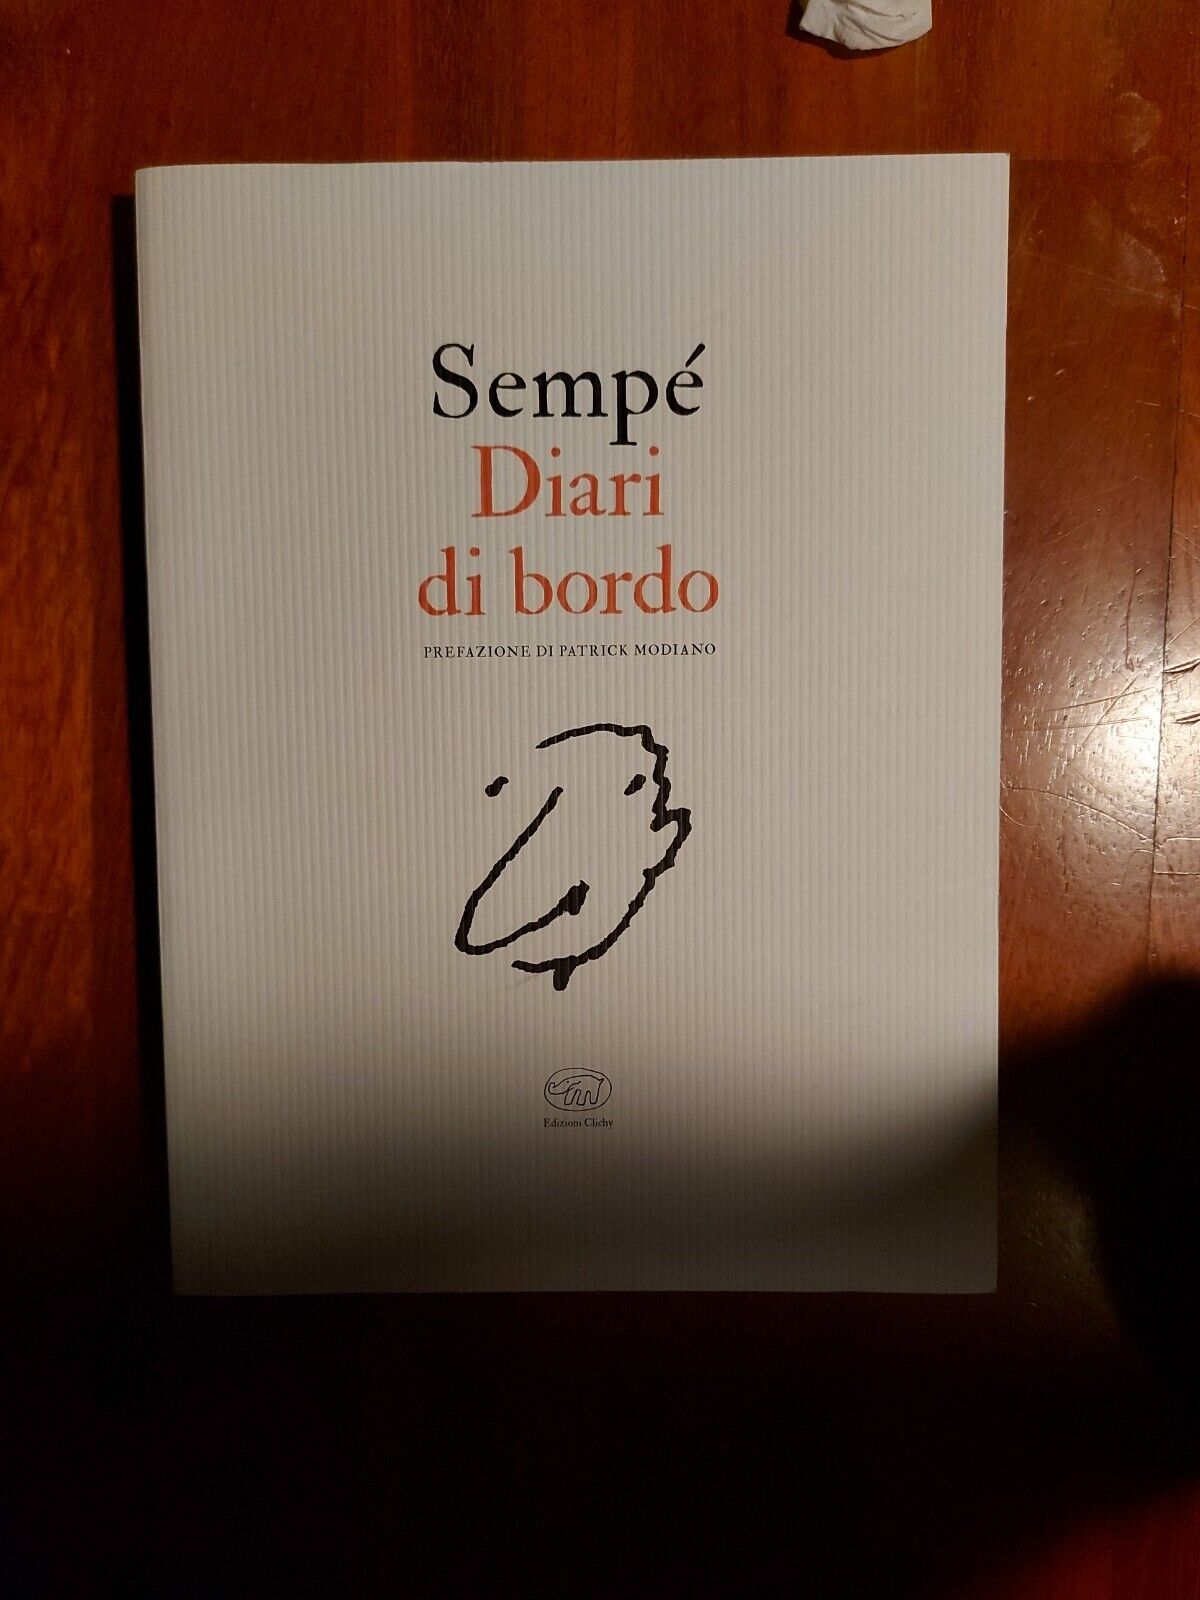 Sempé
Diari
di bordo
PREFAZIONE DI PATRICK MODIANO
Edizioni Clichy